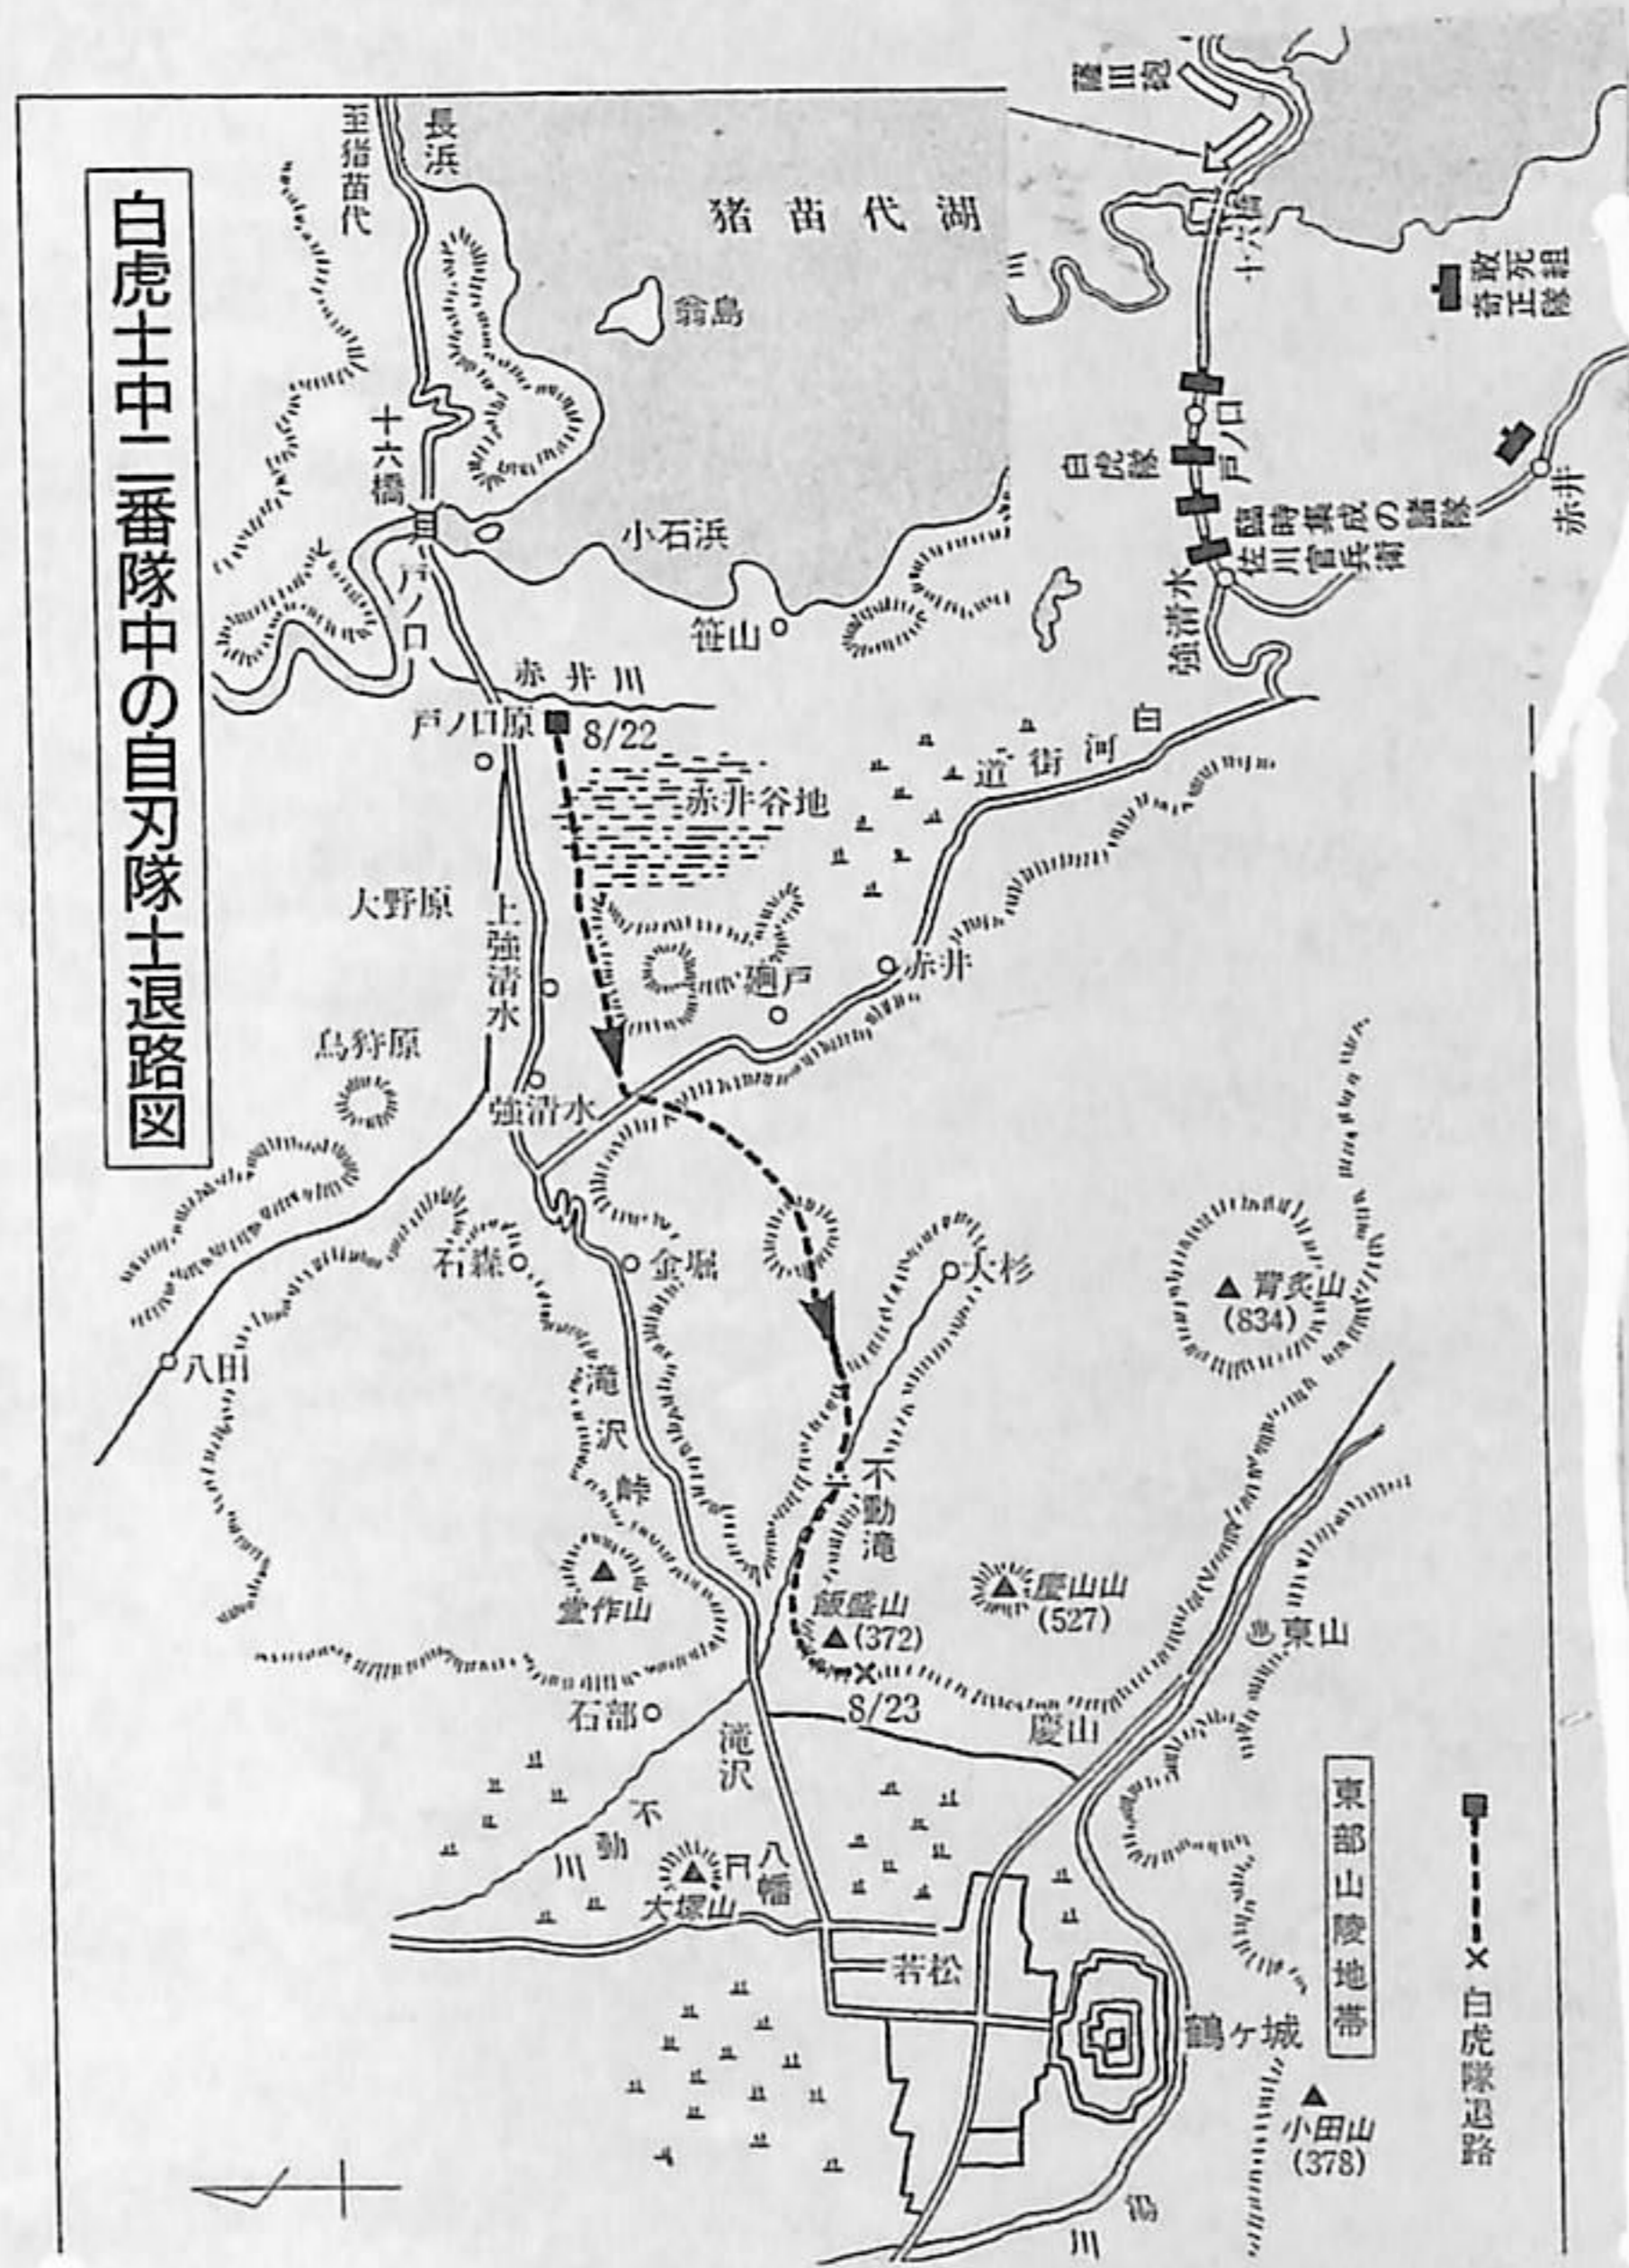 白虎士中二番隊中の自刃隊士退路図
至猪苗代
長浜
猪苗代湖
翁島
十六橋
小石浜
笹山
戸ノ口
赤井川
戸ノ口原
8/22
赤井谷地
大野原
上強清水
廻戸
赤井
白河街道
鳥狩原
強清水
石森
金堀
大杉
背炙山
(834)
八田
滝沢峠
不動滝
堂作山
飯盛山
(372)
慶山山
(527)
東山
8/23
石部
滝沢
慶山
不動川
大塚山
八幡
若松
鶴ヶ城
小田山
(378)
湯川
東部山陵地帯
白虎隊退路
十六橋
川
敢死組
奇正隊
戸ノ口
白虎隊
臨時集成の諸隊
佐川官兵衛
強清水
赤井